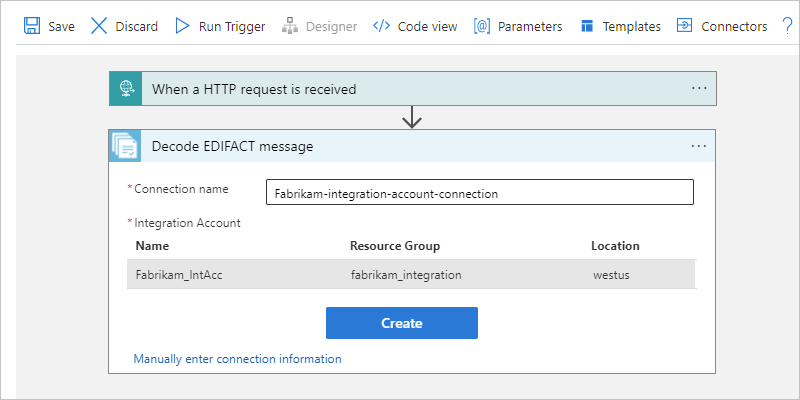 Save Discard Run Trigger Designer </> Code view [@] Parameters Templates Connectors ?
When a HTTP request is received ...
Decode EDIFACT message ...
* Connection name Fabrikam-integration-account-connection
* Integration Account
Name Resource Group Location
Fabrikam_IntAcc fabrikam_integration westus
Create
Manually enter connection information